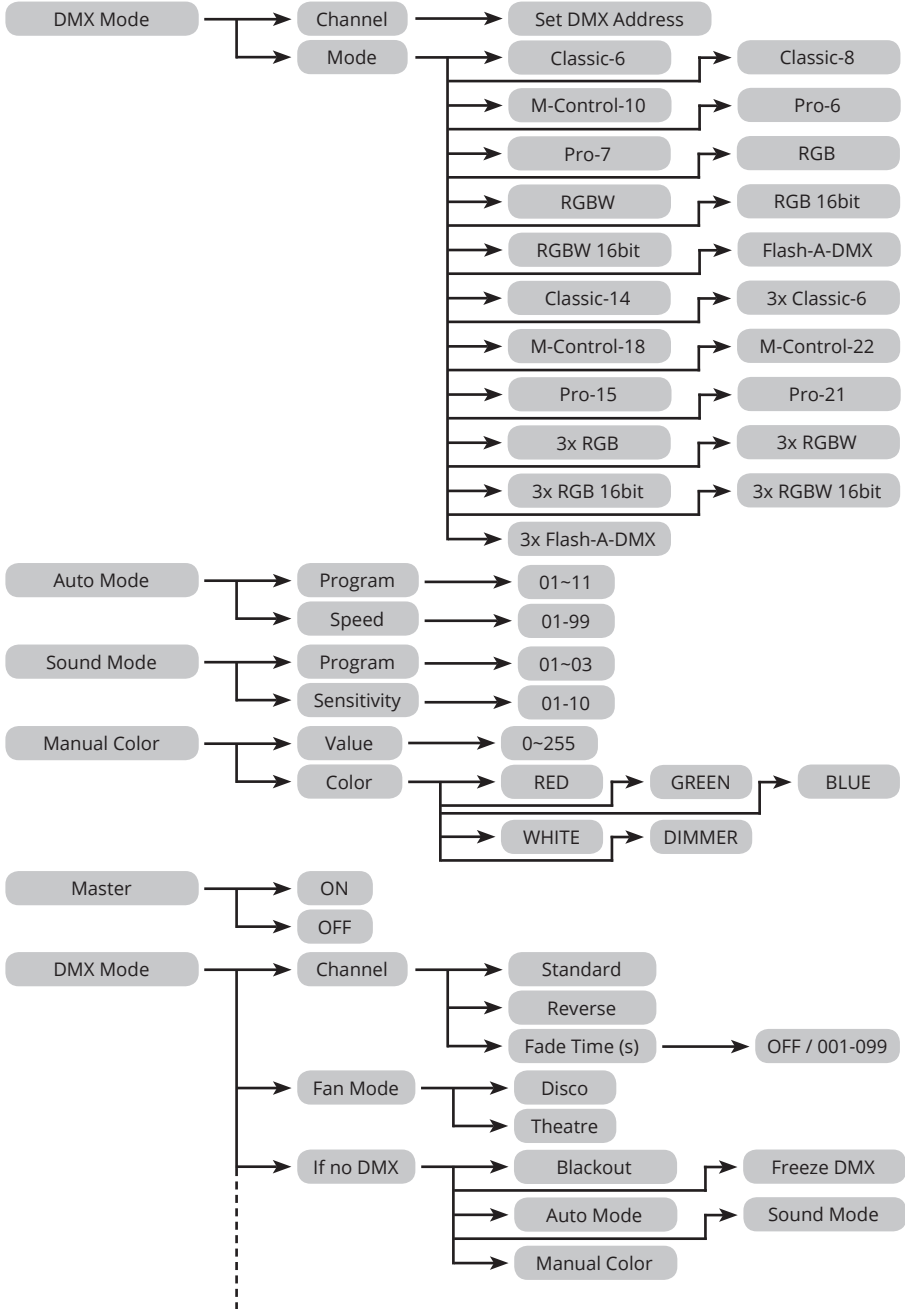 DMX Mode
Channel
Set DMX Address
Mode
Classic-6
Classic-8
M-Control-10
Pro-6
Pro-7
RGB
RGBW
RGB 16bit
RGBW 16bit
Flash-A-DMX
Classic-14
3x Classic-6
M-Control-18
M-Control-22
Pro-15
Pro-21
3x RGB
3x RGBW
3x RGB 16bit
3x RGBW 16bit
3x Flash-A-DMX
Auto Mode
Program
01~11
Speed
01-99
Sound Mode
Program
01~03
Sensitivity
01-10
Manual Color
Value
0~255
Color
RED
GREEN
BLUE
WHITE
DIMMER
Master
ON
OFF
DMX Mode
Channel
Standard
Reverse
Fade Time (s)
OFF / 001-099
Fan Mode
Disco
Theatre
If no DMX
Blackout
Freeze DMX
Auto Mode
Sound Mode
Manual Color